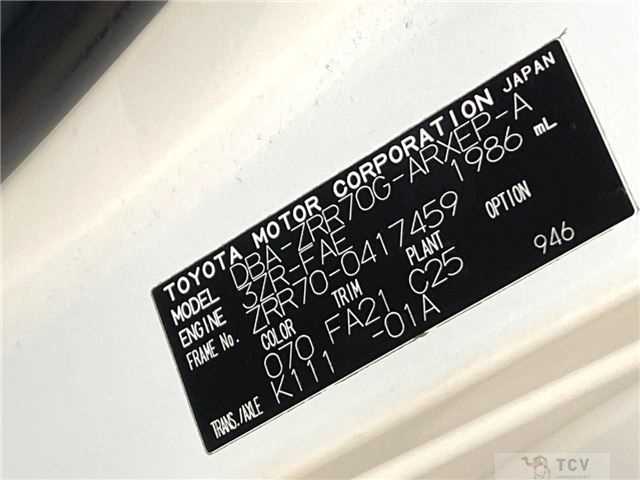 TOYOTA MOTOR CORPORATION JAPAN
MODEL DBA-ZRR70G-ARXEP-A
ENGINE 3ZR-FAE 1986 mL
FRAME No. ZRR70-0417459
COLOR TRIM PLANT OPTION
070 FA21 C25 946
TRANS./AXLE K111 -01A
TCV